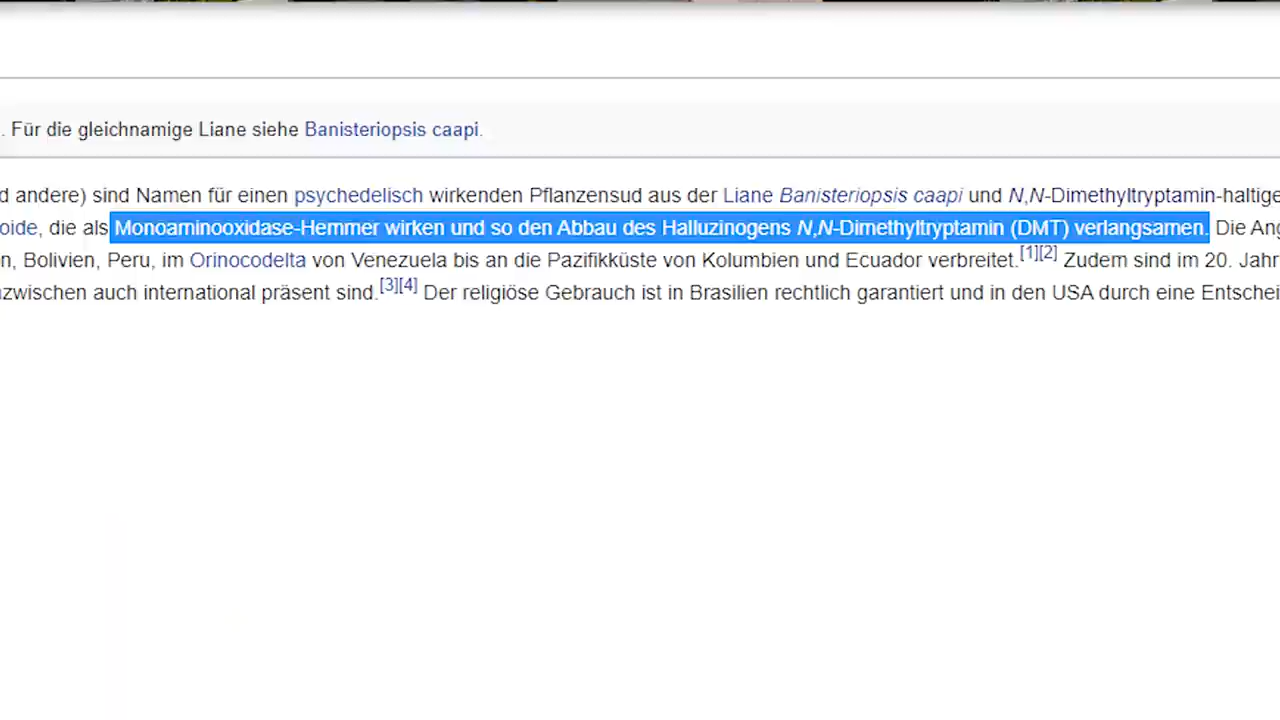 . Für die gleichnamige Liane siehe Banisteriopsis caapi.
andere) sind Namen für einen psychedelisch wirkenden Pflanzensud aus der Liane Banisteriopsis caapi und N,N-Dimethyltryptamin-haltige
oide, die als Monoaminooxidase-Hemmer wirken und so den Abbau des Halluzinogens N,N-Dimethyltryptamin (DMT) verlangsamen. Die
n, Bolivien, Peru, im Orinocodelta von Venezuela bis an die Pazifikküste von Kolumbien und Ecuador verbreitet.[1][2] Zudem sind im 20. Jahr
zwischen auch international präsent sind.[3][4] Der religiöse Gebrauch ist in Brasilien rechtlich garantiert und in den USA durch eine Entschei